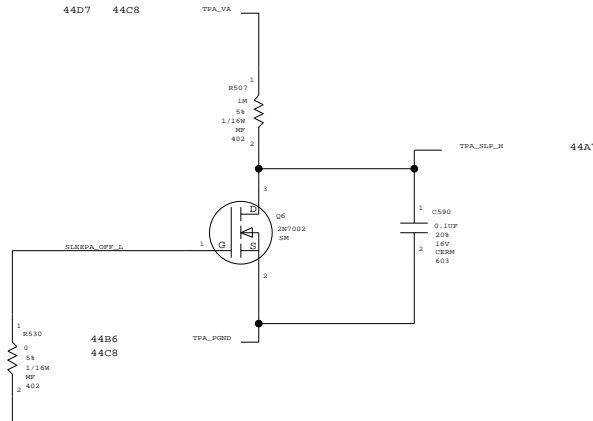 44D7 44C8
TPA_VA
1
R507
1M
5%
1/16W
MF
402
2
TPA_SLP_H
44A
3
D
Q6
2N7002
SM
1
G
S
2
SLEEPA_OFF_L
1
C590
0.1UF
20%
16V
CERM
603
2
TPA_PGND
44B6
44C8
1
R530
0
5%
1/16W
MF
402
2